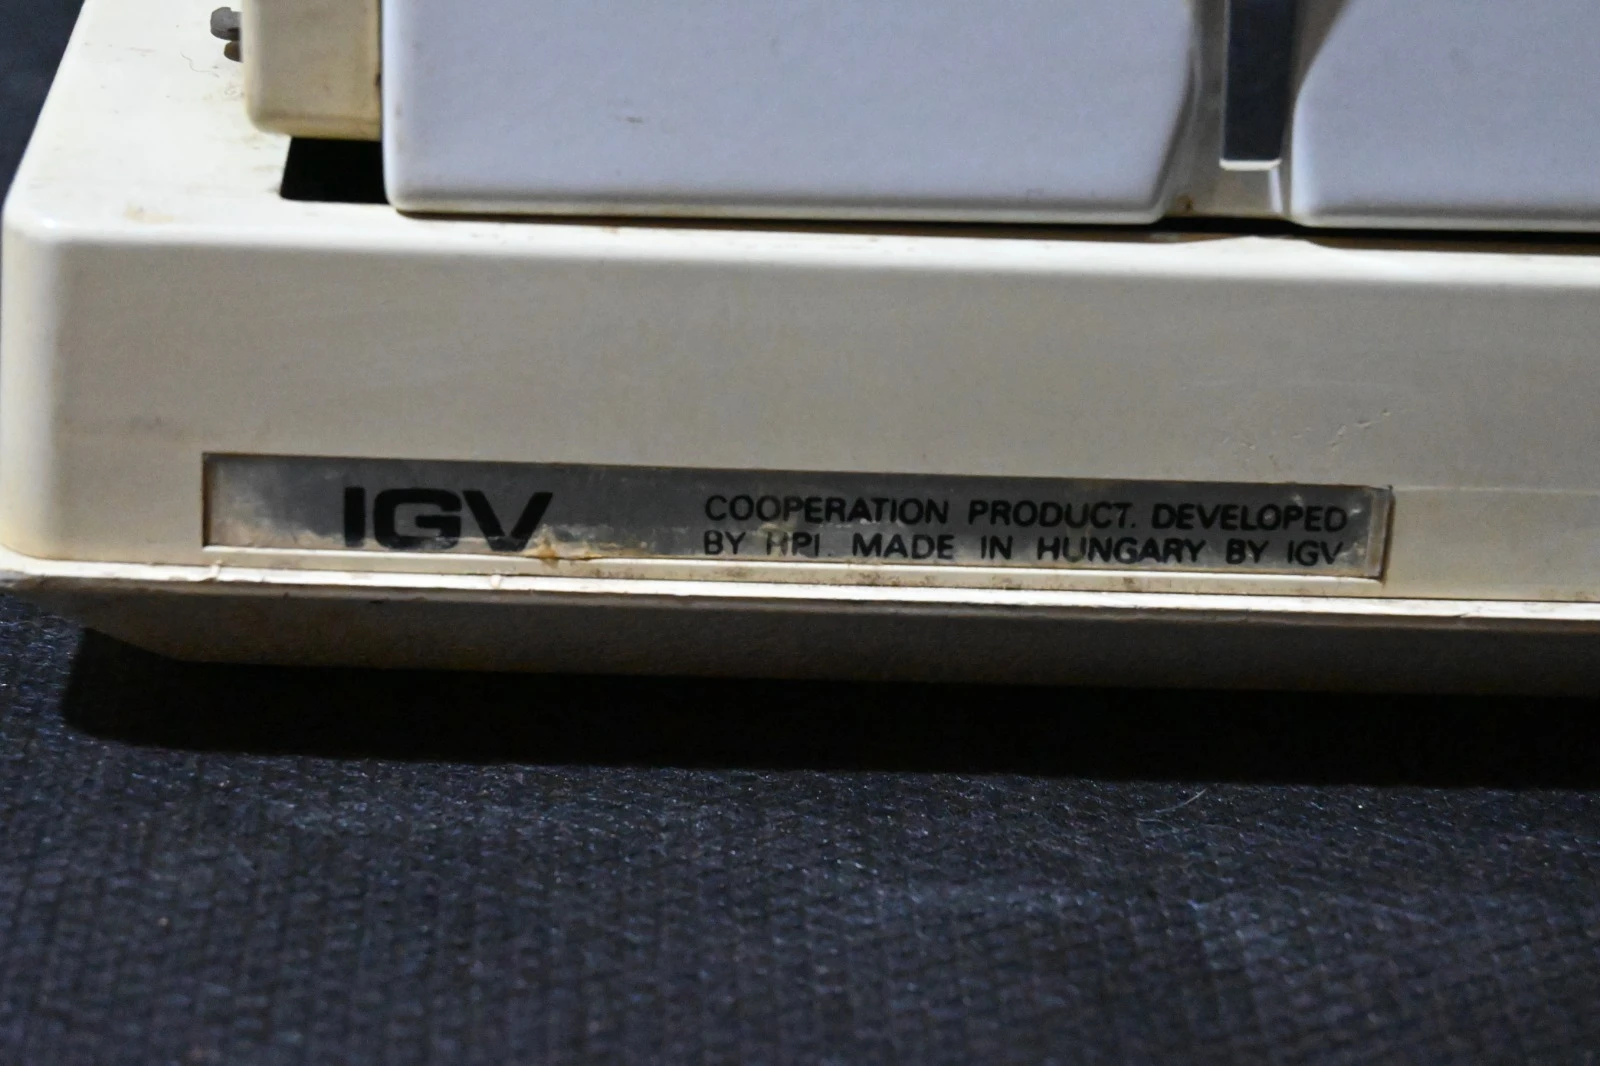 IGV
COOPERATION PRODUCT. DEVELOPED
BY HPI. MADE IN HUNGARY BY IGV